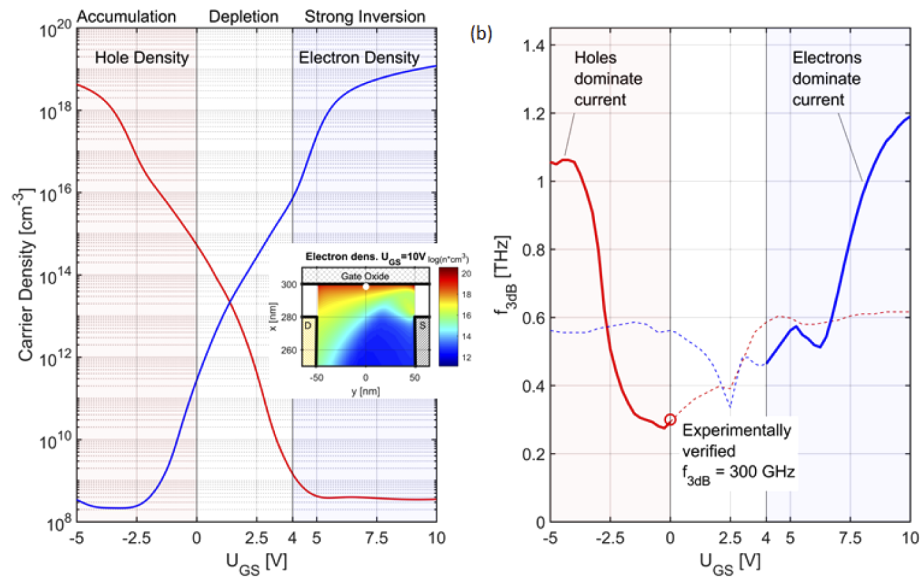 Accumulation Depletion Strong Inversion
10^20
Hole Density Electron Density
10^18
10^16
10^14
10^12
10^10
10^8
Carrier Density [cm^-3]
-5 -2.5 0 2.5 4 5 7.5 10
U_GS [V]
Electron dens. U_GS=10V log(n*cm^3)
Gate Oxide
300
280
260
x [nm]
D
S
-50 0 50
y [nm]
20
18
16
14
12
(b)
1.4
1.2
1
0.8
0.6
0.4
0.2
0
f_3dB [THz]
Holes
dominate
current
Electrons
dominate
current
Experimentally
verified
f_3dB = 300 GHz
-5 -2.5 0 2.5 4 5 7.5 10
U_GS [V]